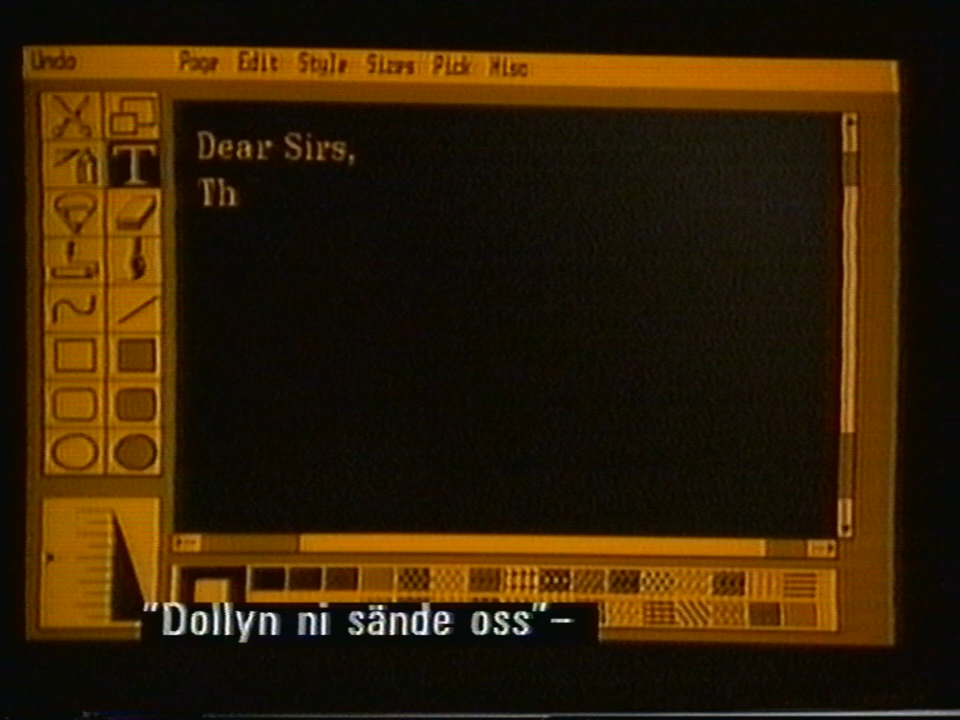 Undo Page Edit Style Sizes Pick Misc
T
Dear Sirs,
Th
"Dollyn ni sände oss"–